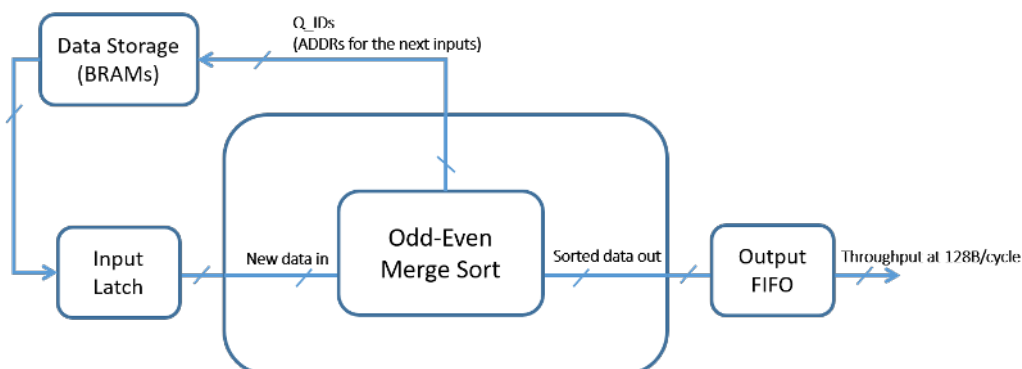 Data Storage
(BRAMs)
Q_IDs
(ADDRs for the next inputs)
Input
Latch
New data in
Odd-Even
Merge Sort
Sorted data out
Output
FIFO
Throughput at 128B/cycle